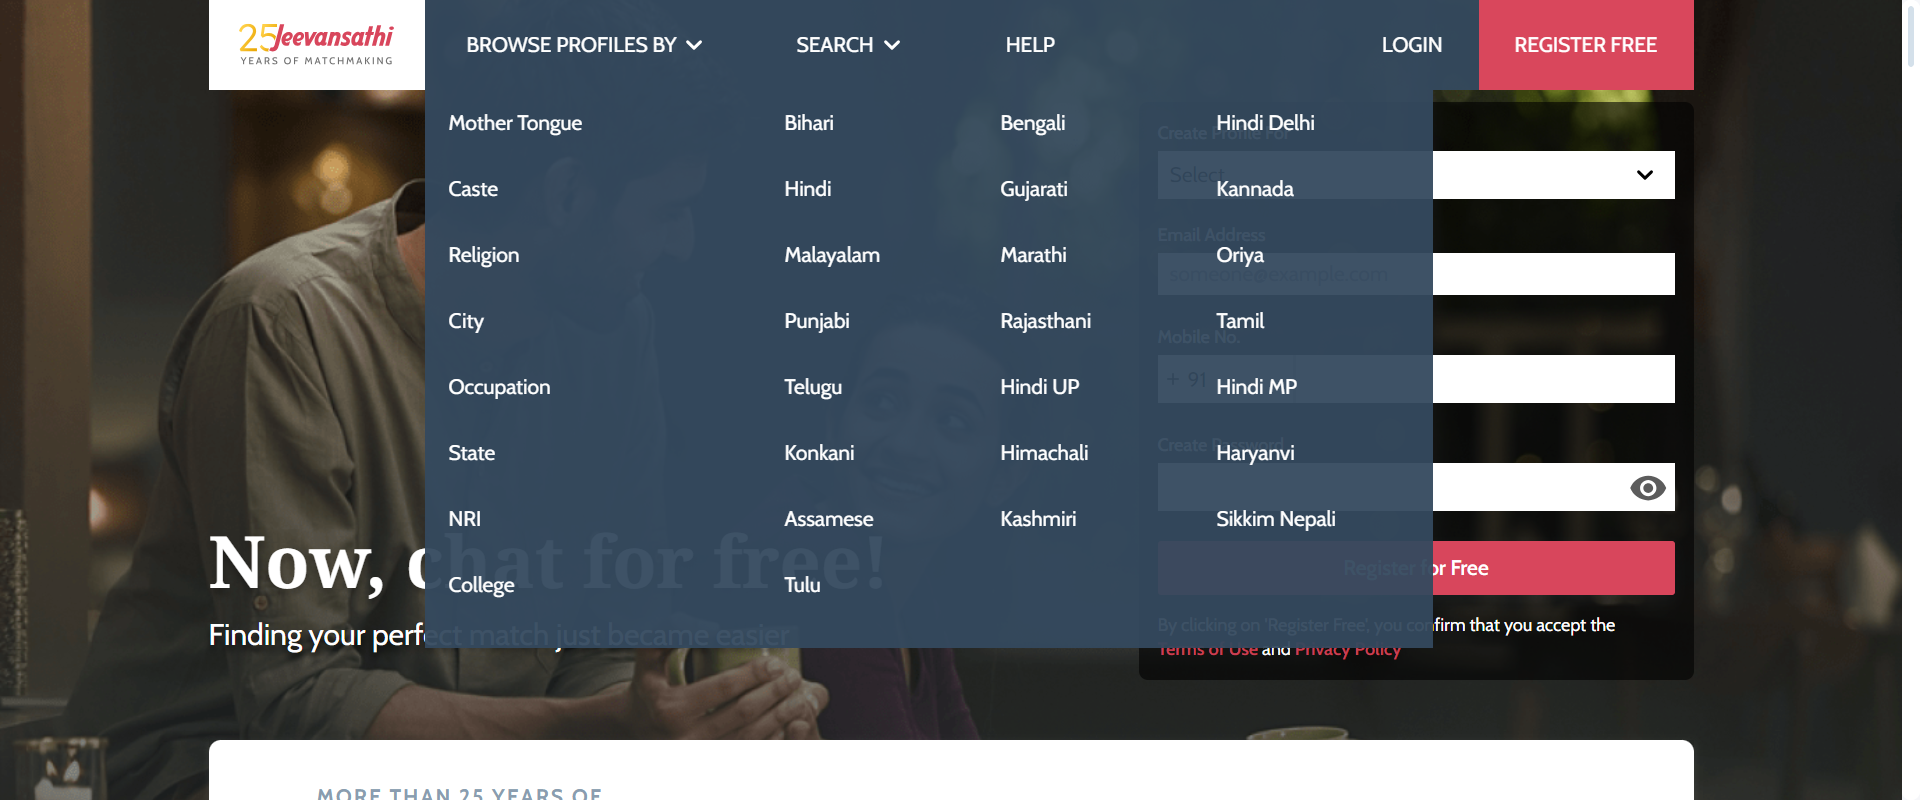 25 Jeevansathi
YEARS OF MATCHMAKING
BROWSE PROFILES BY
SEARCH
HELP
LOGIN
REGISTER FREE
Mother Tongue
Caste
Religion
City
Occupation
State
NRI
College
Bihari
Hindi
Malayalam
Punjabi
Telugu
Konkani
Assamese
Tulu
Bengali
Gujarati
Marathi
Rajasthani
Hindi UP
Himachali
Kashmiri
Hindi Delhi
Kannada
Oriya
Tamil
Hindi MP
Haryanvi
Sikkim Nepali
Create Profile For
Select
Email Address
someone@example.com
Mobile No.
+ 91
Create Password
Register for Free
By clicking on 'Register Free', you confirm that you accept the
Terms of Use and Privacy Policy
Now, chat for free!
Finding your perfect match just became easier
MORE THAN 25 YEARS OF